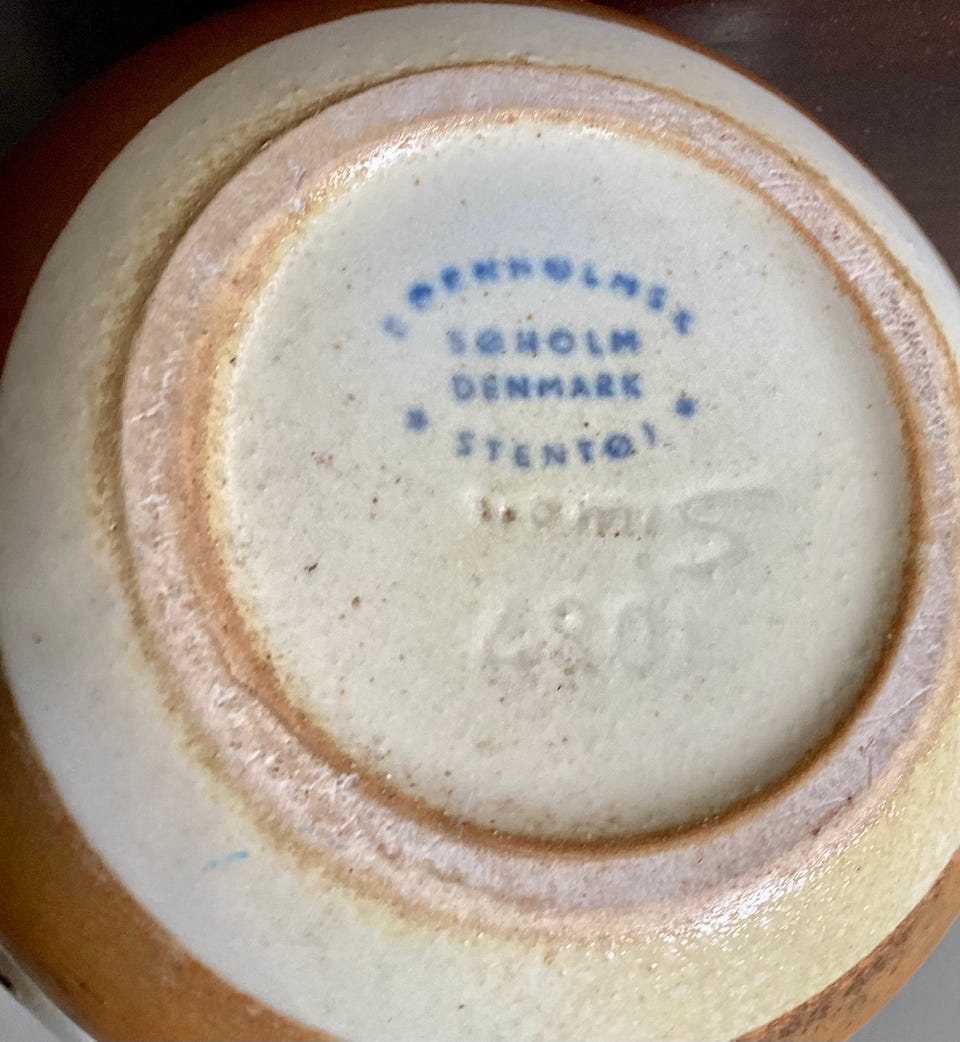 BORNHOLMSK
SØHOLM
DENMARK
* STENTØJ *